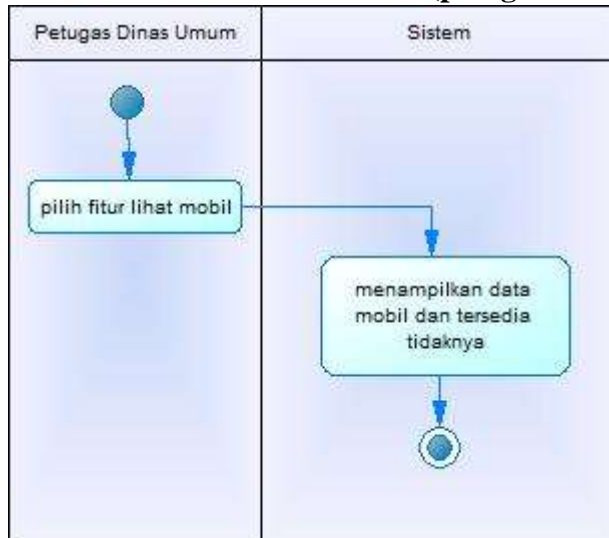 Petugas Dinas Umum
Sistem
pilih fitur lihat mobil
menampilkan data
mobil dan tersedia
tidaknya